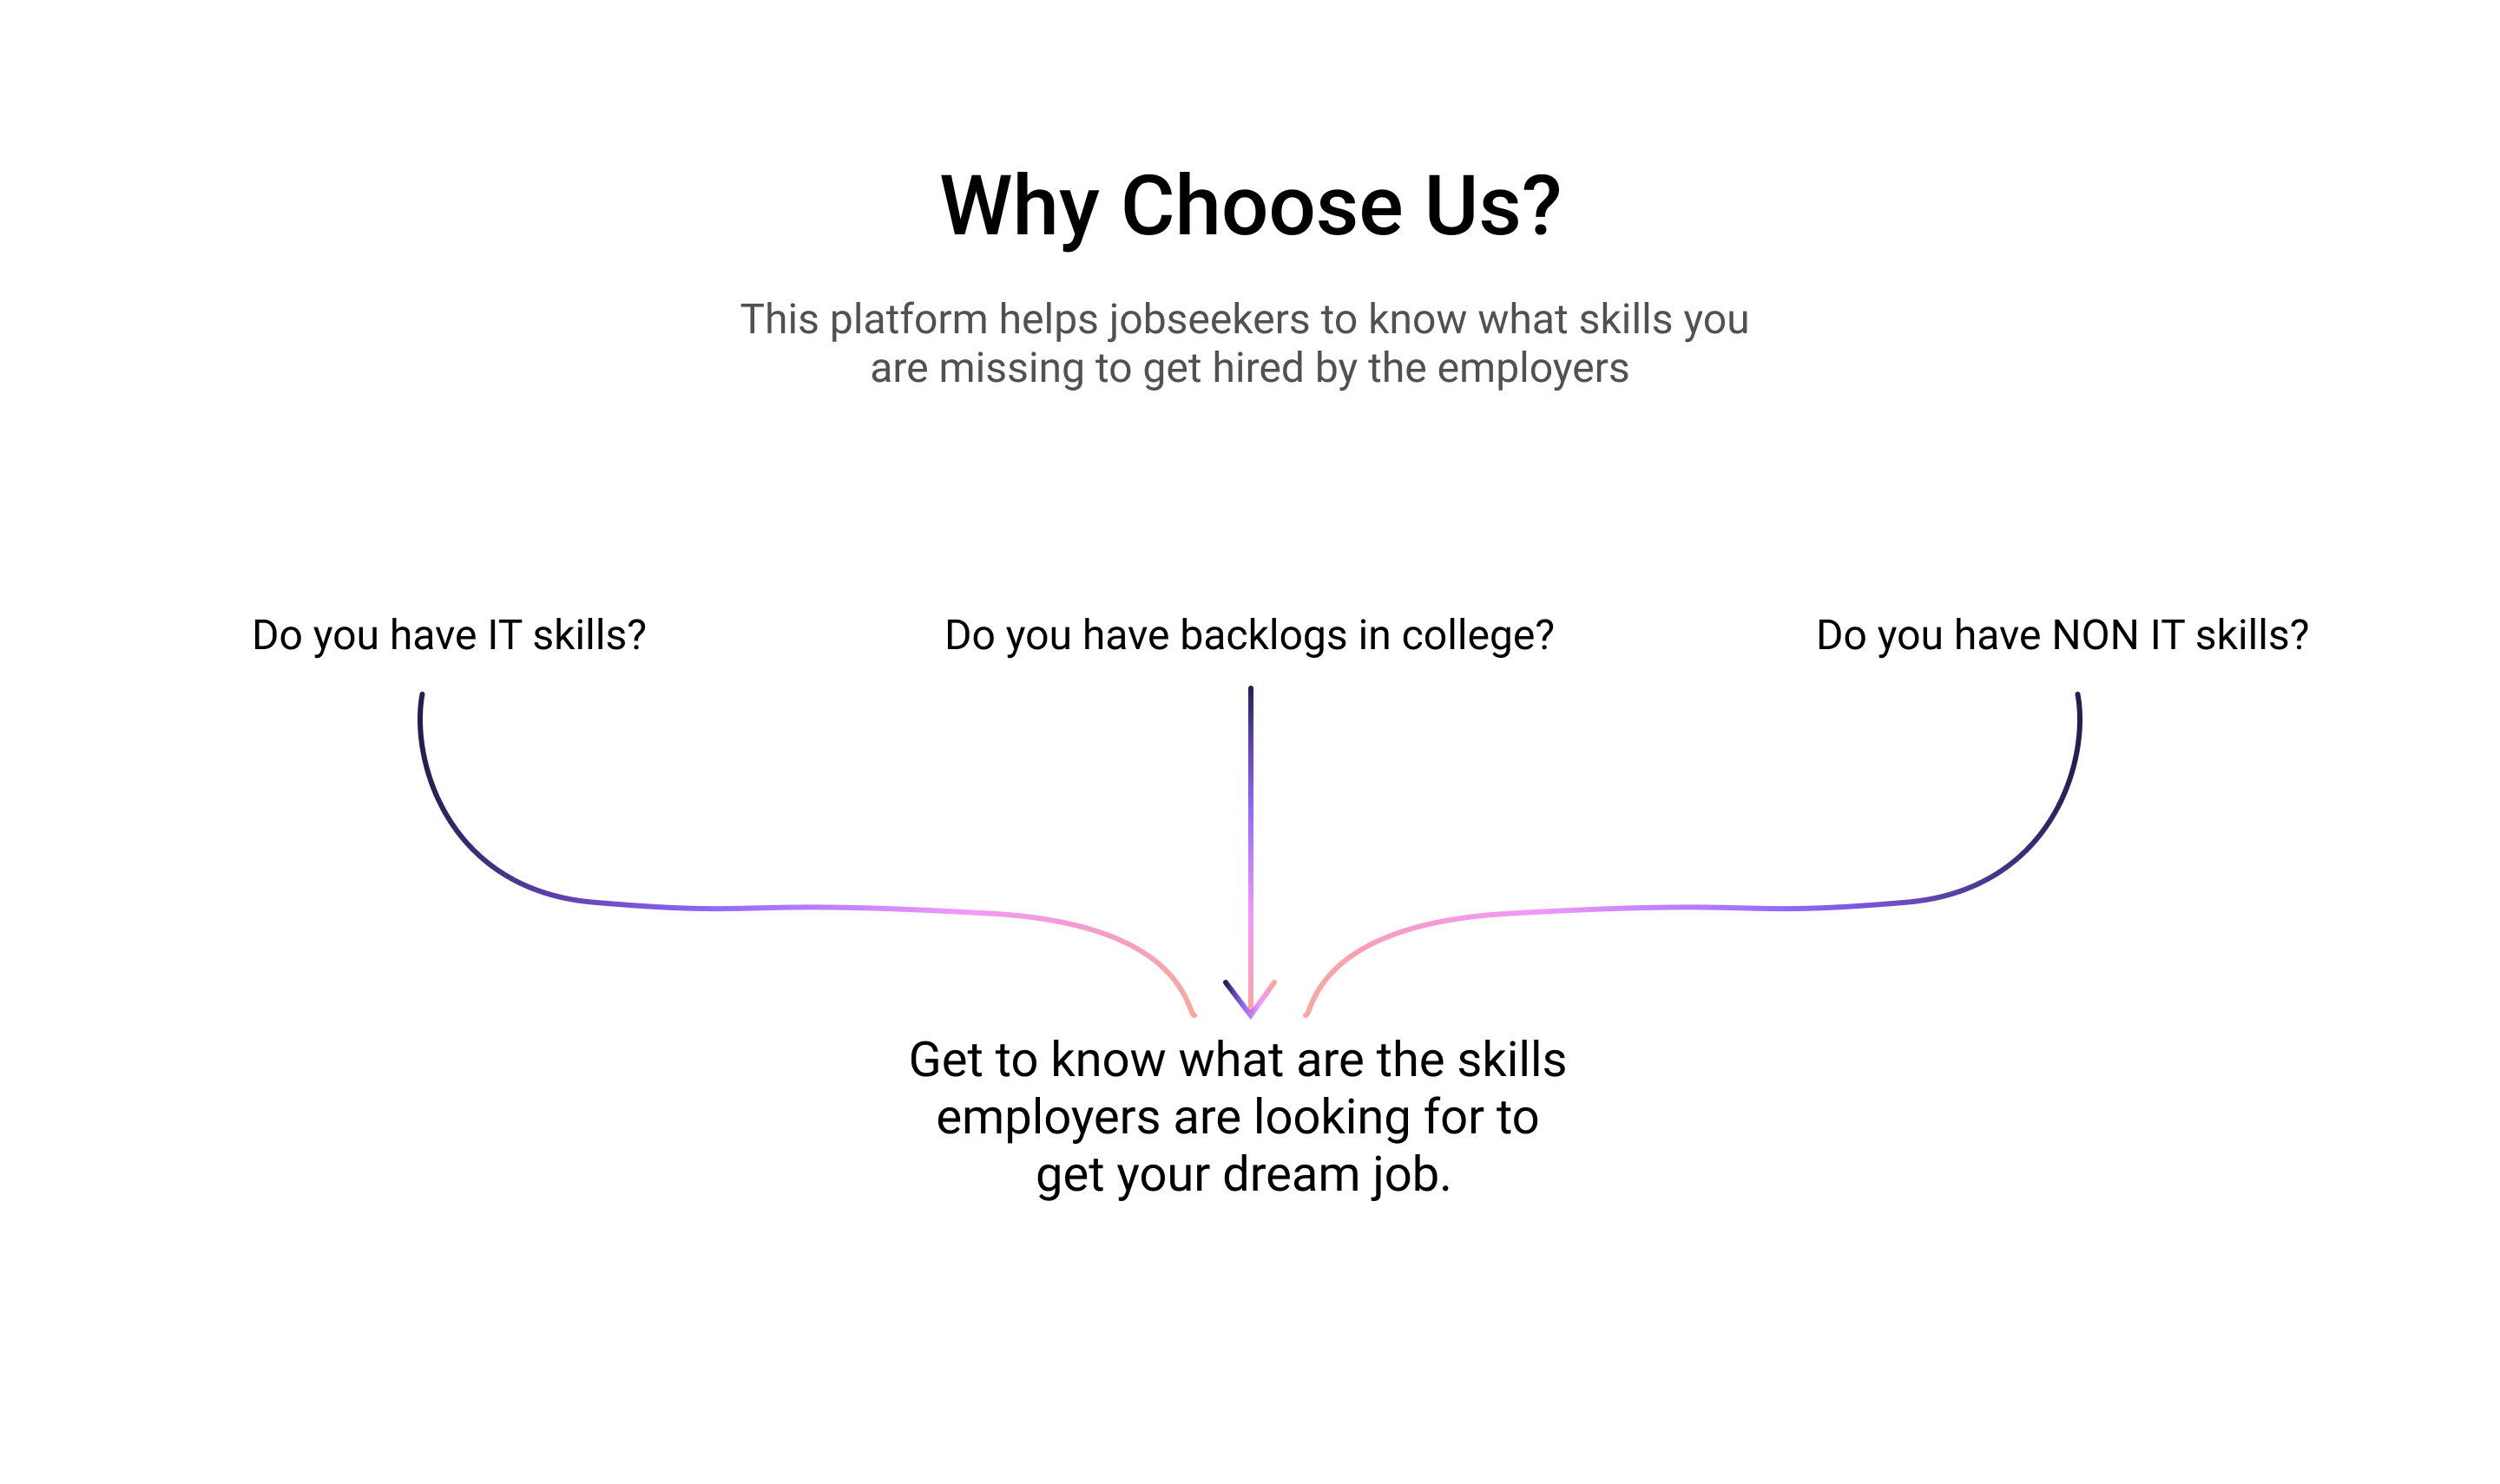 Why Choose Us?
This platform helps jobseekers to know what skills you
are missing to get hired by the employers
Do you have IT skills?
Do you have backlogs in college?
Do you have NON IT skills?
Get to know what are the skills
employers are looking for to
get your dream job.